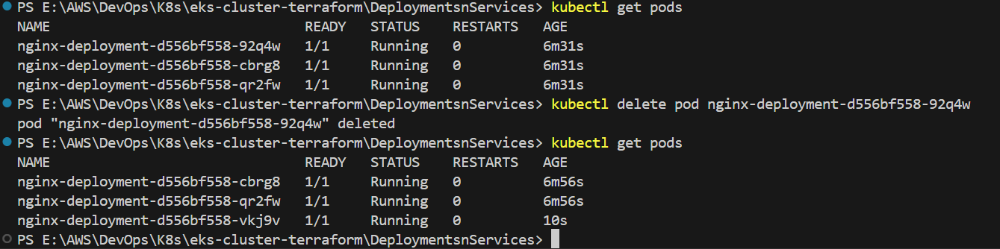 PS E:\AWS\DevOps\K8s\eks-cluster-terraform\DeploymentsnServices> kubectl get pods
NAME READY STATUS RESTARTS AGE
nginx-deployment-d556bf558-92q4w 1/1 Running 0 6m31s
nginx-deployment-d556bf558-cbrg8 1/1 Running 0 6m31s
nginx-deployment-d556bf558-qr2fw 1/1 Running 0 6m31s
PS E:\AWS\DevOps\K8s\eks-cluster-terraform\DeploymentsnServices> kubectl delete pod nginx-deployment-d556bf558-92q4w
pod "nginx-deployment-d556bf558-92q4w" deleted
PS E:\AWS\DevOps\K8s\eks-cluster-terraform\DeploymentsnServices> kubectl get pods
NAME READY STATUS RESTARTS AGE
nginx-deployment-d556bf558-cbrg8 1/1 Running 0 6m56s
nginx-deployment-d556bf558-qr2fw 1/1 Running 0 6m56s
nginx-deployment-d556bf558-vkj9v 1/1 Running 0 10s
PS E:\AWS\DevOps\K8s\eks-cluster-terraform\DeploymentsnServices>